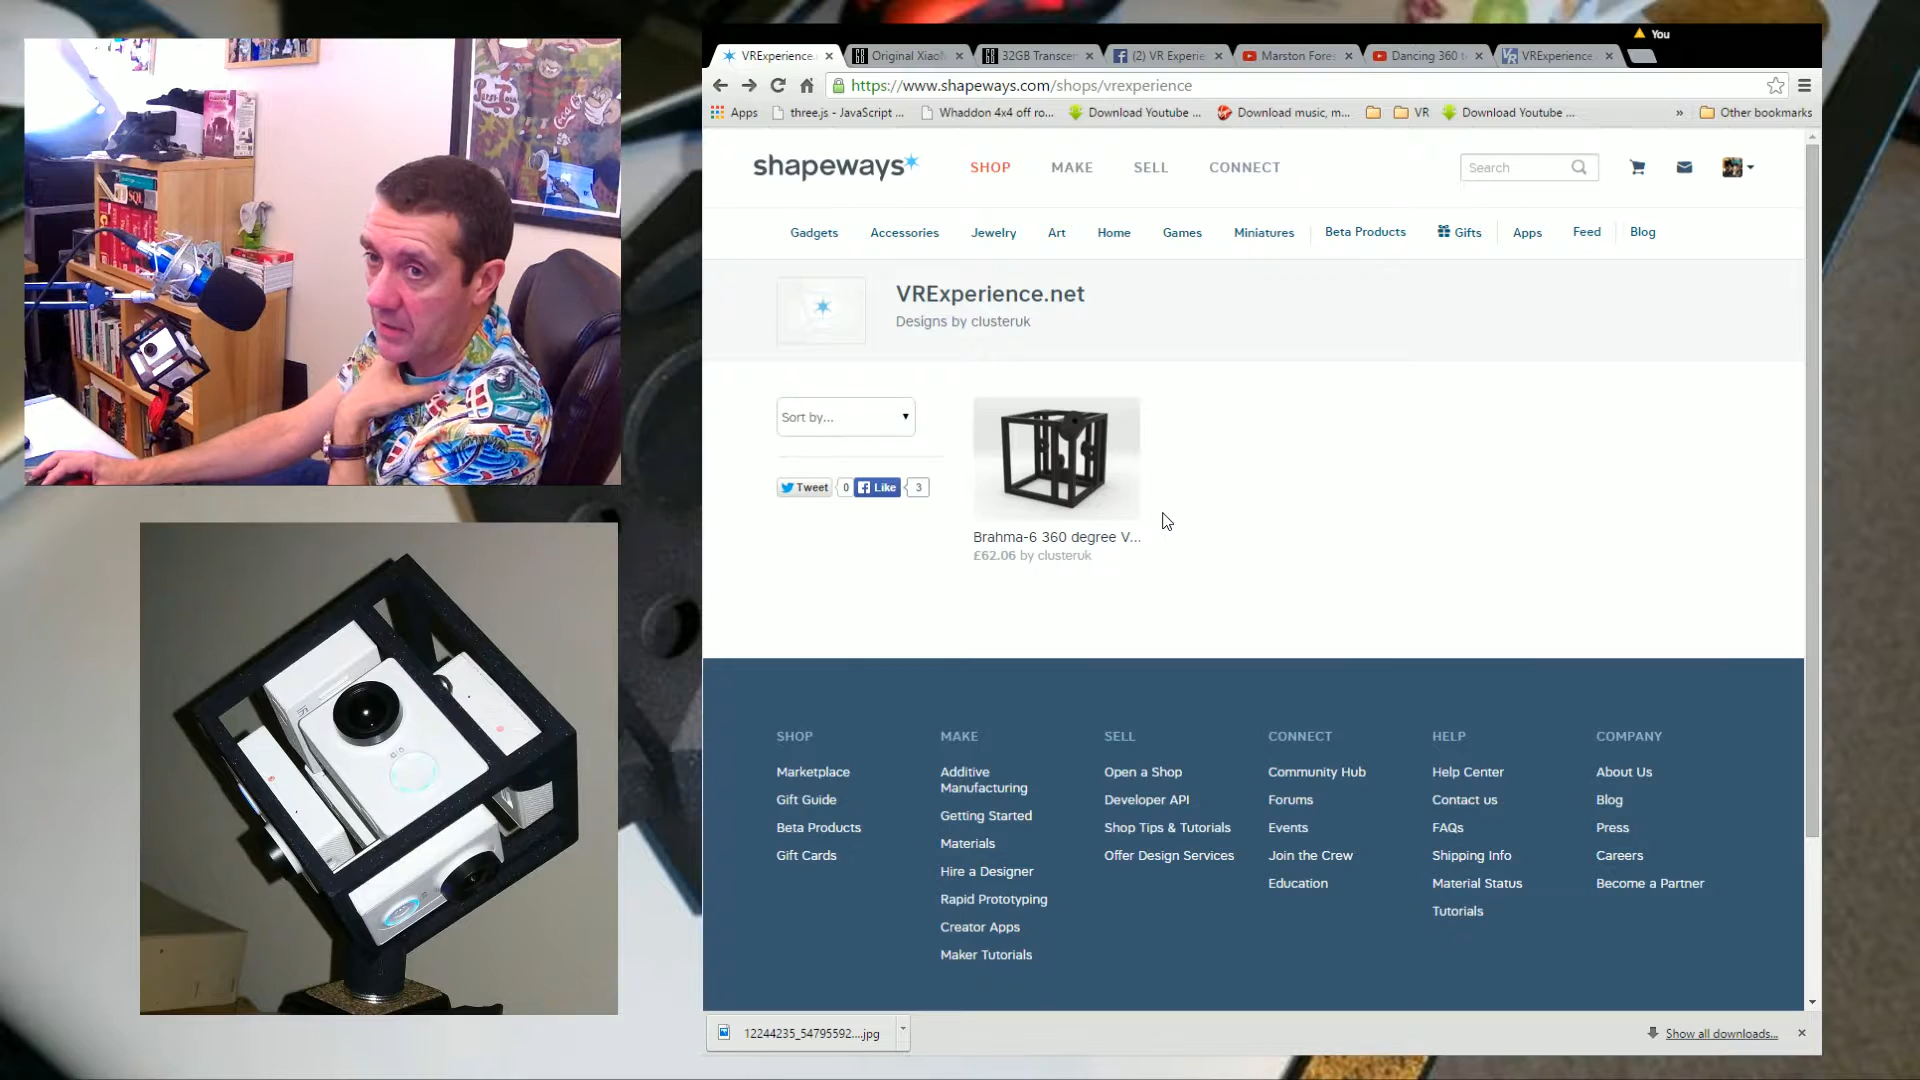 You
VRExperience.
Original Xiaol
32GB Transcen
(2) VR Experie
Marston Fores
Dancing 360 t
VRExperience.
https://www.shapeways.com/shops/vrexperience
Apps
three.js - JavaScript ...
Whaddon 4x4 off ro...
Download Youtube ...
Download music, m...
VR
Download Youtube ...
»
Other bookmarks
shapeways
SHOP
MAKE
SELL
CONNECT
Search
Gadgets
Accessories
Jewelry
Art
Home
Games
Miniatures
Beta Products
Gifts
Apps
Feed
Blog
VRExperience.net
Designs by clusteruk
Sort by...
Tweet
0
Like
3
Brahma-6 360 degree V...
£62.06 by clusteruk
SHOP
Marketplace
Gift Guide
Beta Products
Gift Cards
MAKE
Additive
Manufacturing
Getting Started
Materials
Hire a Designer
Rapid Prototyping
Creator Apps
Maker Tutorials
SELL
Open a Shop
Developer API
Shop Tips & Tutorials
Offer Design Services
CONNECT
Community Hub
Forums
Events
Join the Crew
Education
HELP
Help Center
Contact us
FAQs
Shipping Info
Material Status
Tutorials
COMPANY
About Us
Blog
Press
Careers
Become a Partner
12244235_54795592....jpg
Show all downloads...
SQL